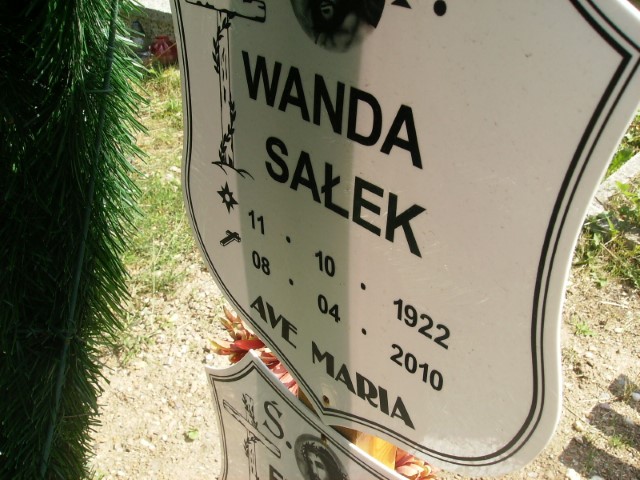 WANDA
SAŁEK
11 . 10 . 1922
08 . 04 . 2010
AVE MARIA
Ś.